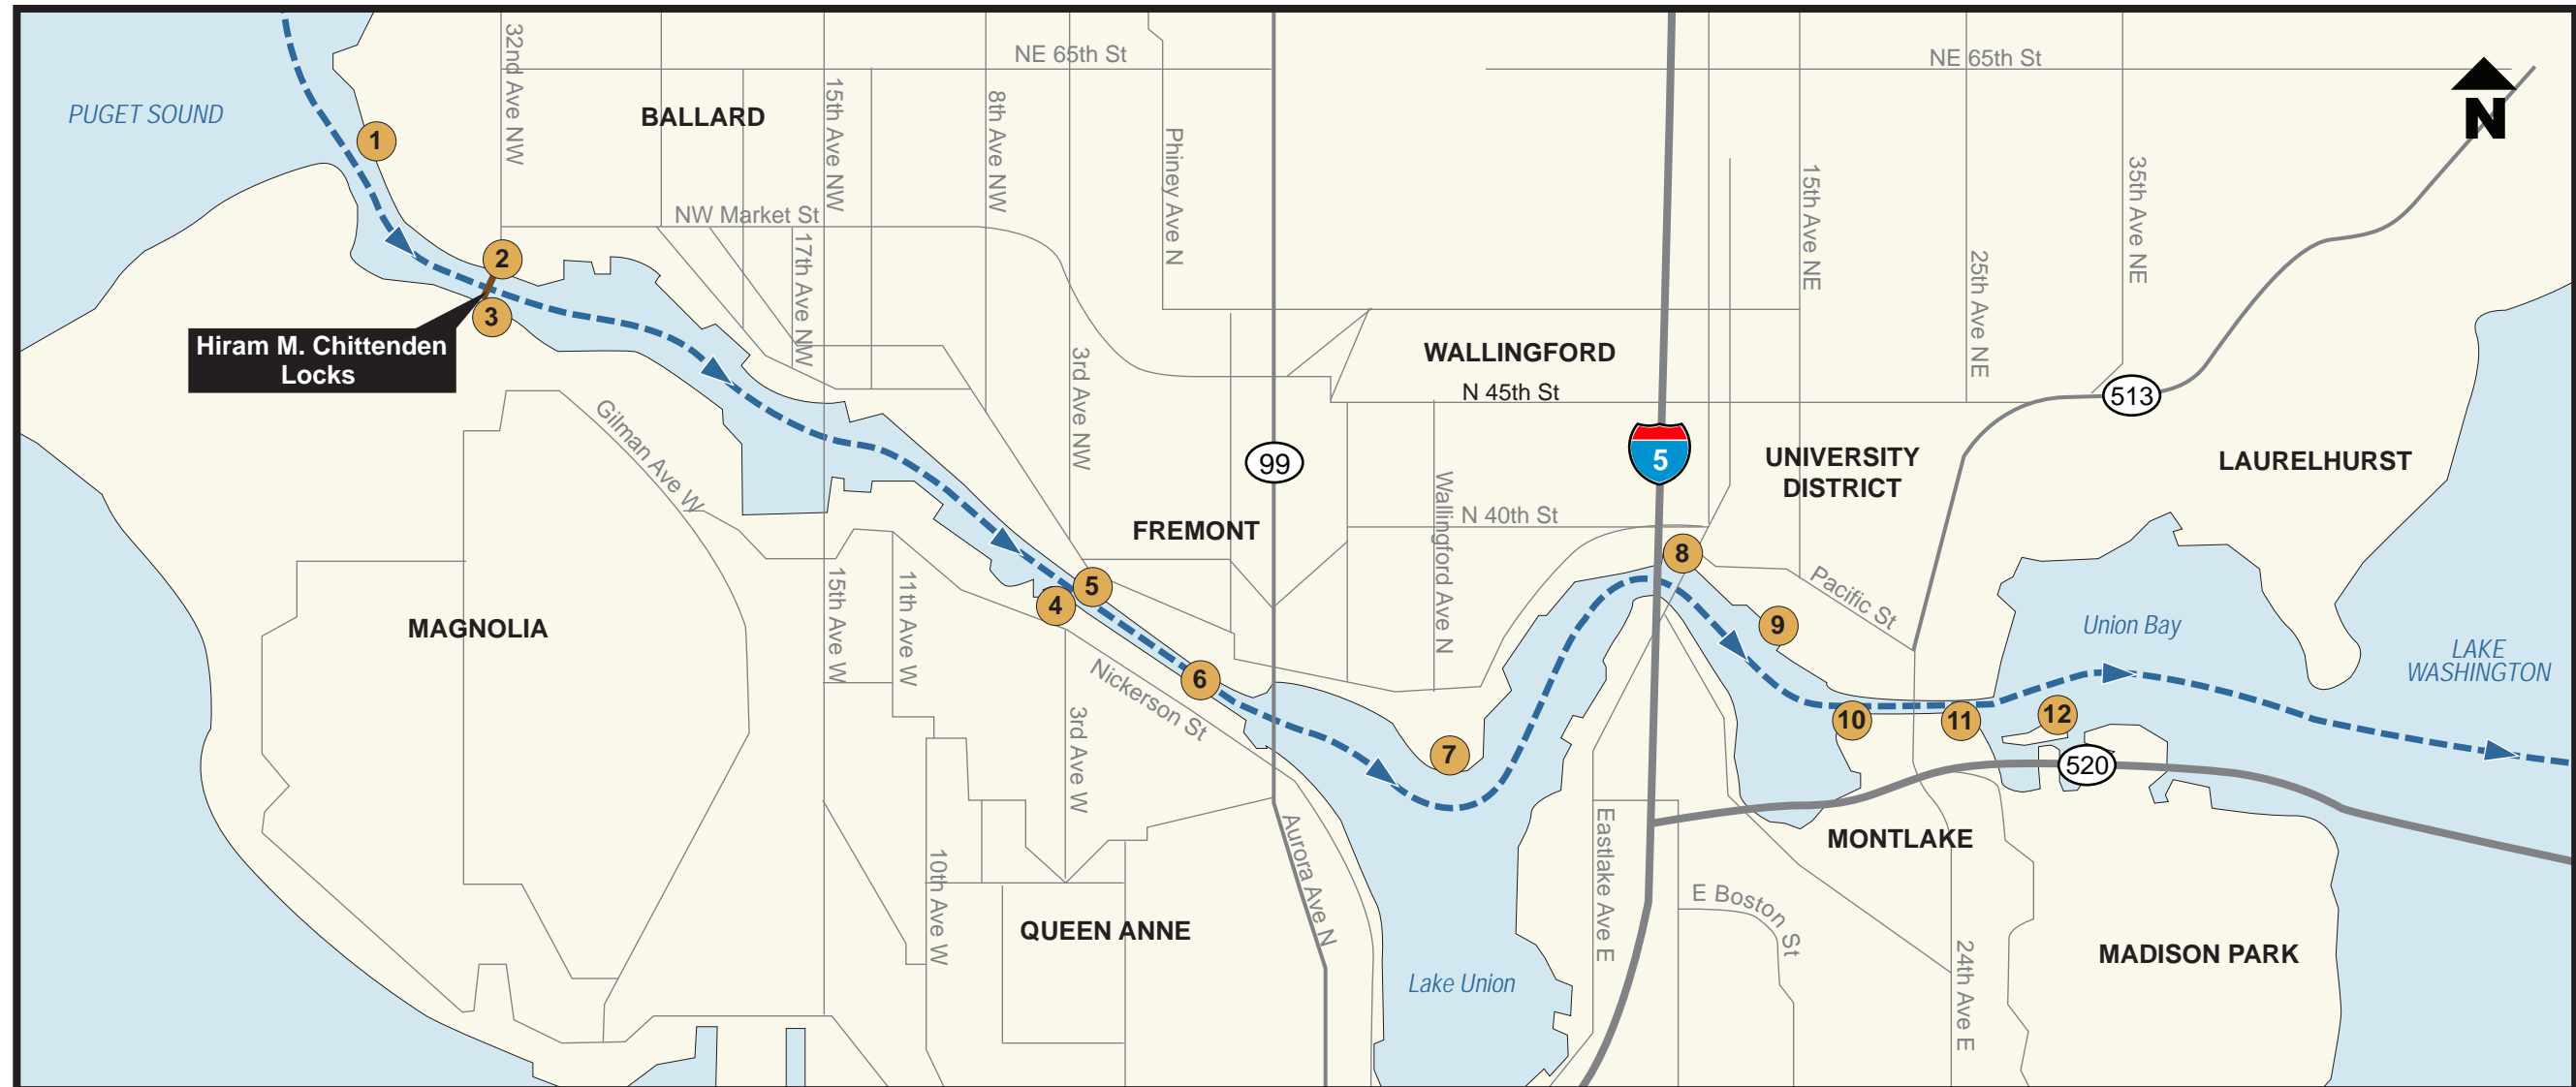 NE 65th St
NE 65th St
32nd Ave NW
15th Ave NW
8th Ave NW
BALLARD
PUGET SOUND
N
1
Phiney Ave N
15th Ave NE
35th Ave NE
NW Market St
17th Ave NW
2
25th Ave NE
3
Hiram M. Chittenden
Locks
WALLINGFORD
N 45th St
3rd Ave NW
513
Gilman Ave W
99
5
UNIVERSITY
DISTRICT
LAURELHURST
FREMONT
N 40th St
Wallingford Ave N
8
Pacific St
5
4
15th Ave W
11th Ave W
MAGNOLIA
9
Union Bay
LAKE
WASHINGTON
6
Nickerson St
3rd Ave W
10
11
12
7
520
Aurora Ave N
Eastlake Ave E
MONTLAKE
10th Ave W
E Boston St
QUEEN ANNE
24th Ave E
MADISON PARK
Lake Union